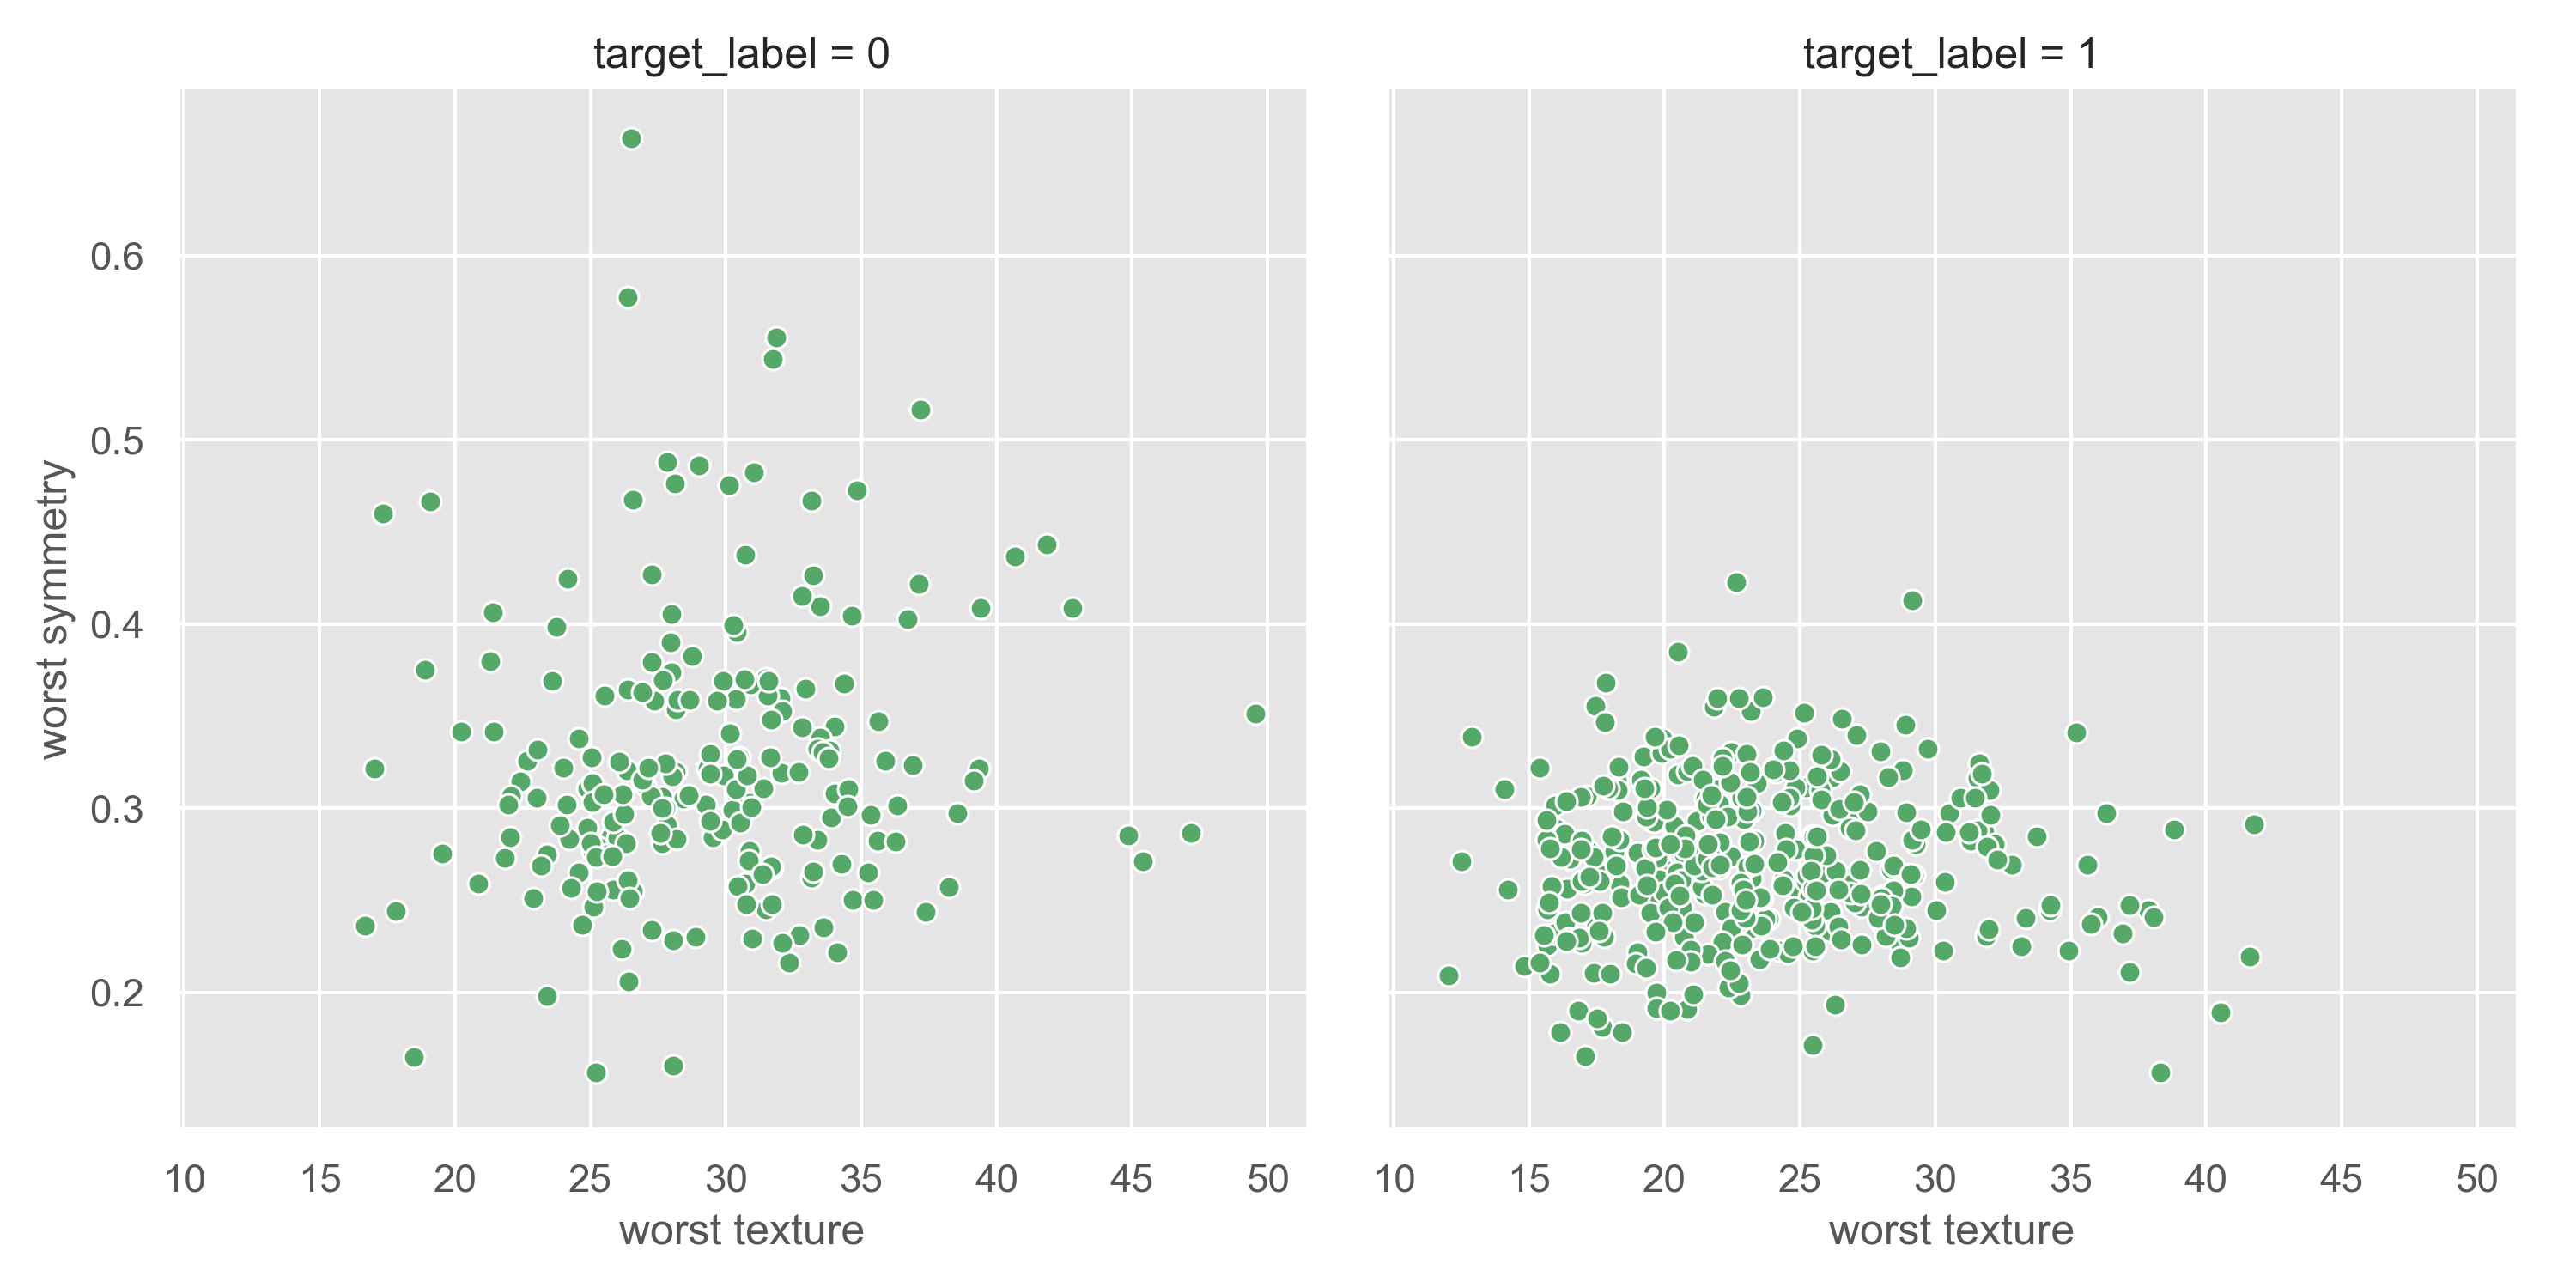 target_label = 0
target_label = 1
worst symmetry
0.6
0.5
0.4
0.3
0.2
10 15 20 25 30 35 40 45 50
10 15 20 25 30 35 40 45 50
worst texture
worst texture